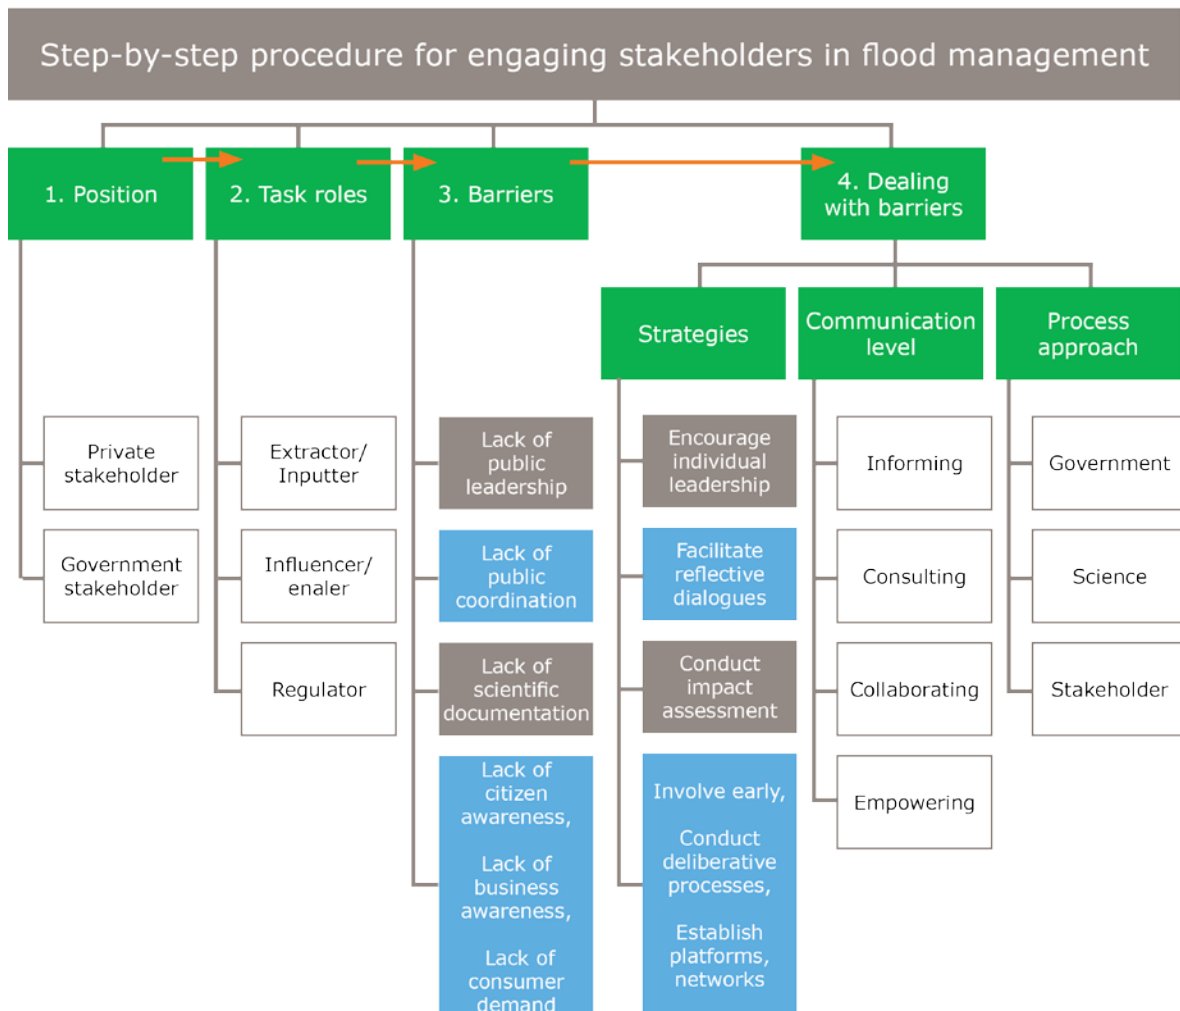 Step-by-step procedure for engaging stakeholders in flood management
1. Position
2. Task roles
3. Barriers
4. Dealing
with barriers
Strategies
Communication
level
Process
approach
Private
stakeholder
Government
stakeholder
Extractor/
Inputter
Influencer/
enaler
Regulator
Lack of
public
leadership
Lack of
public
coordination
Lack of
scientific
documentation
Lack of
citizen
awareness,
Lack of
business
awareness,
Lack of
consumer
demand
Encourage
individual
leadership
Facilitate
reflective
dialogues
Conduct
impact
assessment
Involve early,
Conduct
deliberative
processes,
Establish
platforms,
networks
Informing
Consulting
Collaborating
Empowering
Government
Science
Stakeholder